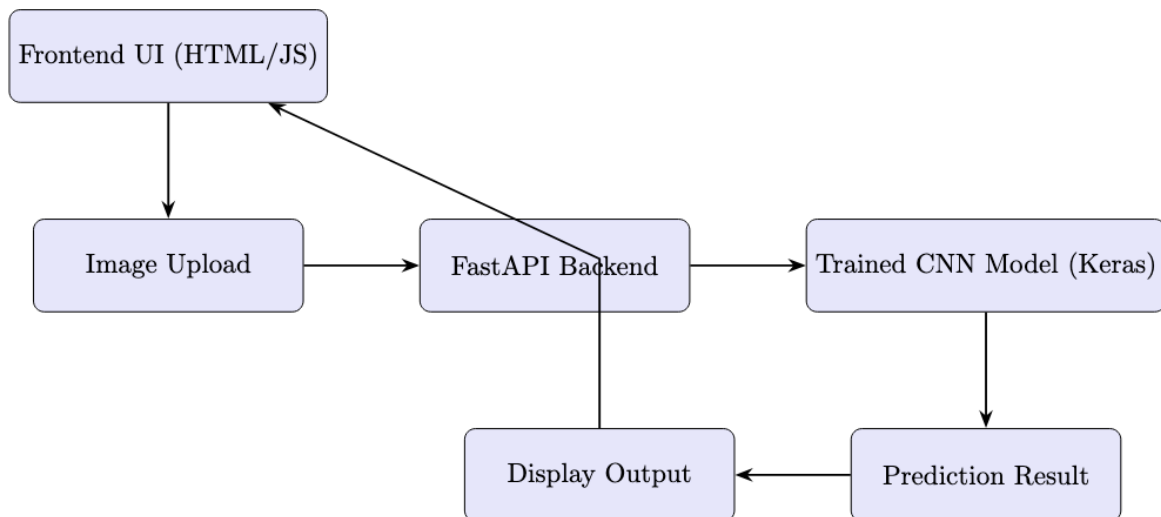 Frontend UI (HTML/JS)
Image Upload
FastAPI Backend
Trained CNN Model (Keras)
Display Output
Prediction Result